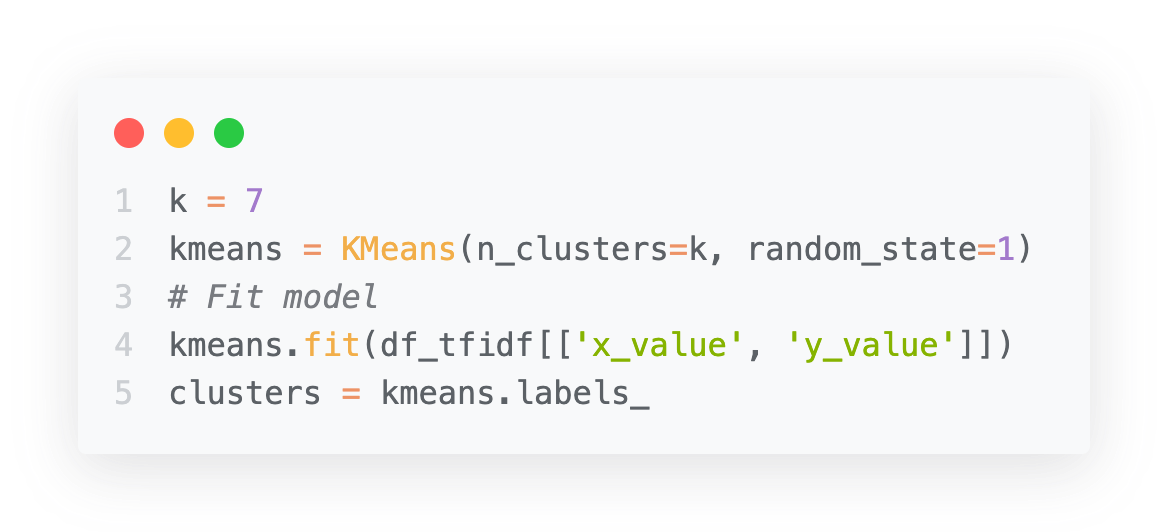 1 k = 7
2 kmeans = KMeans(n_clusters=k, random_state=1)
3 # Fit model
4 kmeans.fit(df_tfidf[['x_value', 'y_value']])
5 clusters = kmeans.labels_